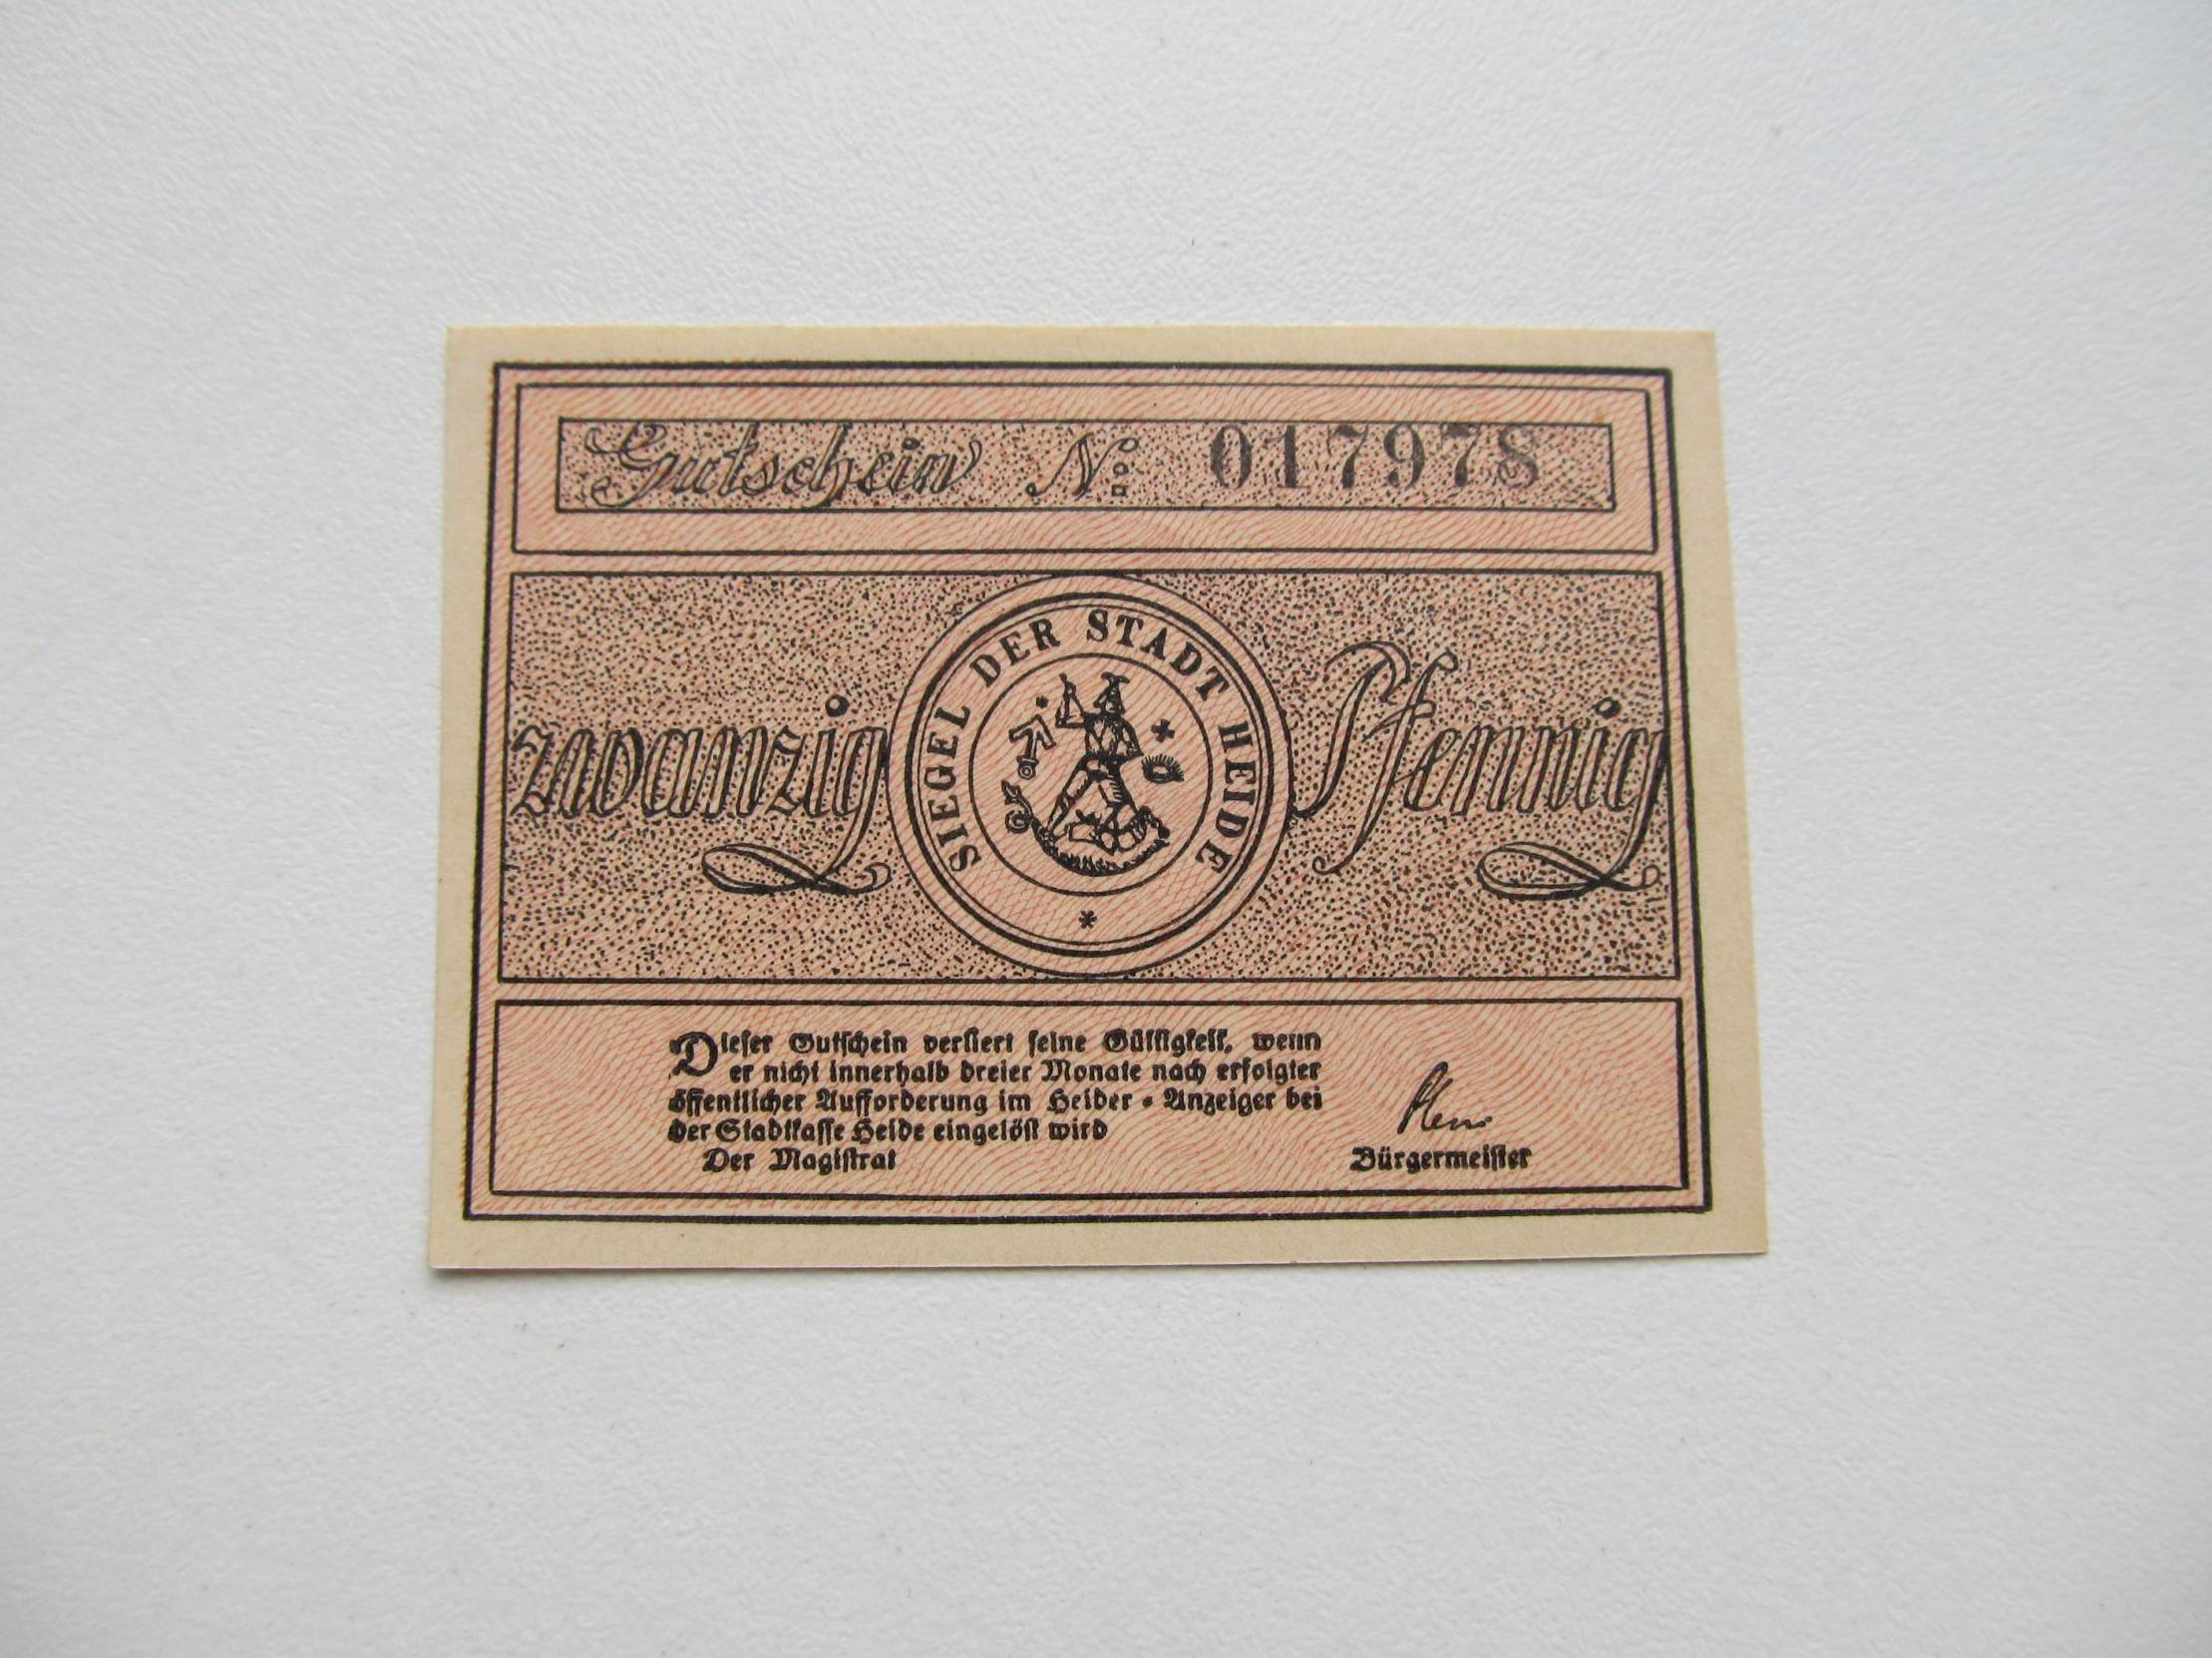 Gutschein No: 017978
zwanzig Pfennig
SIEGEL DER STADT HEIDE
Dieser Gutschein verliert seine Gültigkeit, wenn
er nicht innerhalb dreier Monate nach erfolgter
öffentlicher Aufforderung im Heider - Anzeiger bei
der Stadtkasse Heide eingelöst wird
Der Magistrat
Bürgermeister